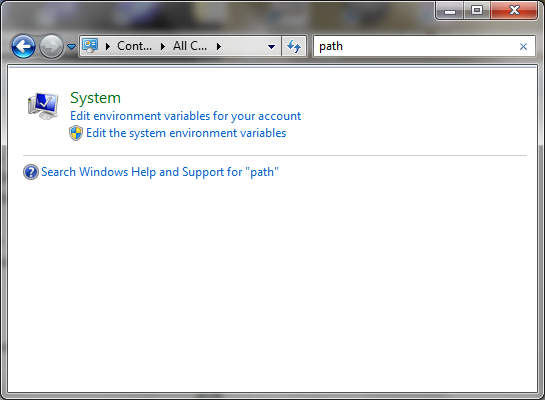 Cont... All C... path
System
Edit environment variables for your account
Edit the system environment variables
Search Windows Help and Support for "path"